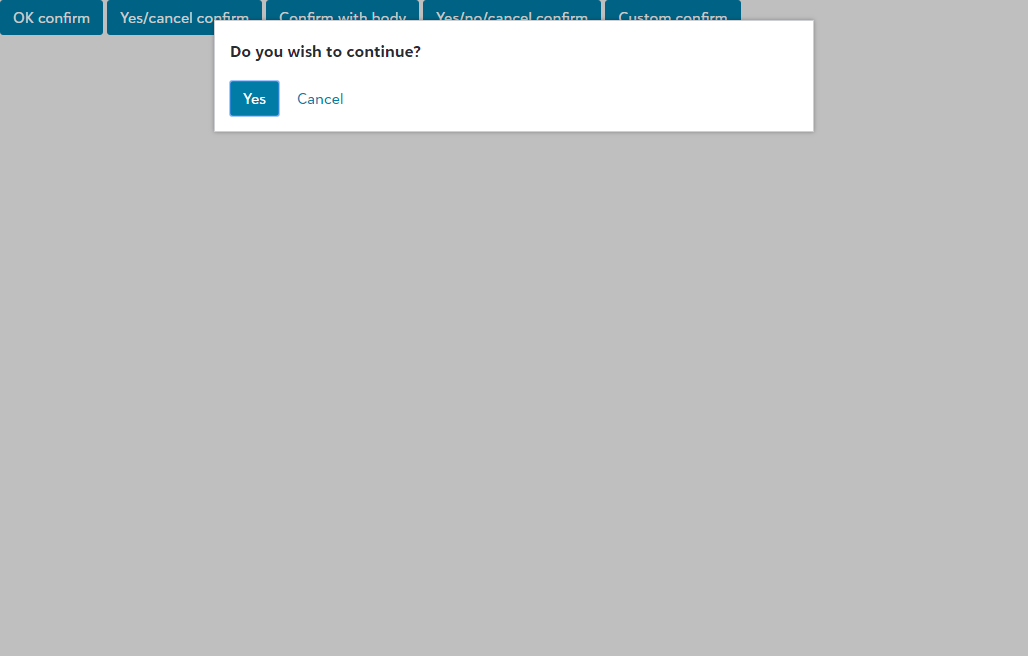 OK confirm Yes/cancel confirm Confirm with body Yes/no/cancel confirm Custom confirm
Do you wish to continue?
Yes Cancel